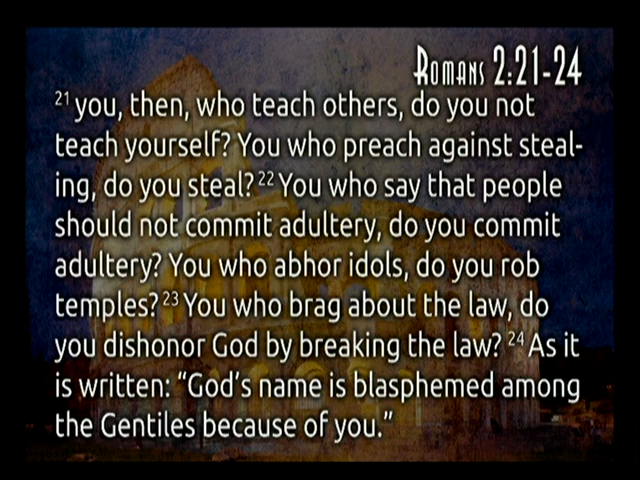 Romans 2:21-24
21 you, then, who teach others, do you not
teach yourself? You who preach against steal-
ing, do you steal? 22 You who say that people
should not commit adultery, do you commit
adultery? You who abhor idols, do you rob
temples? 23 You who brag about the law, do
you dishonor God by breaking the law? 24 As it
is written: “God’s name is blasphemed among
the Gentiles because of you.”